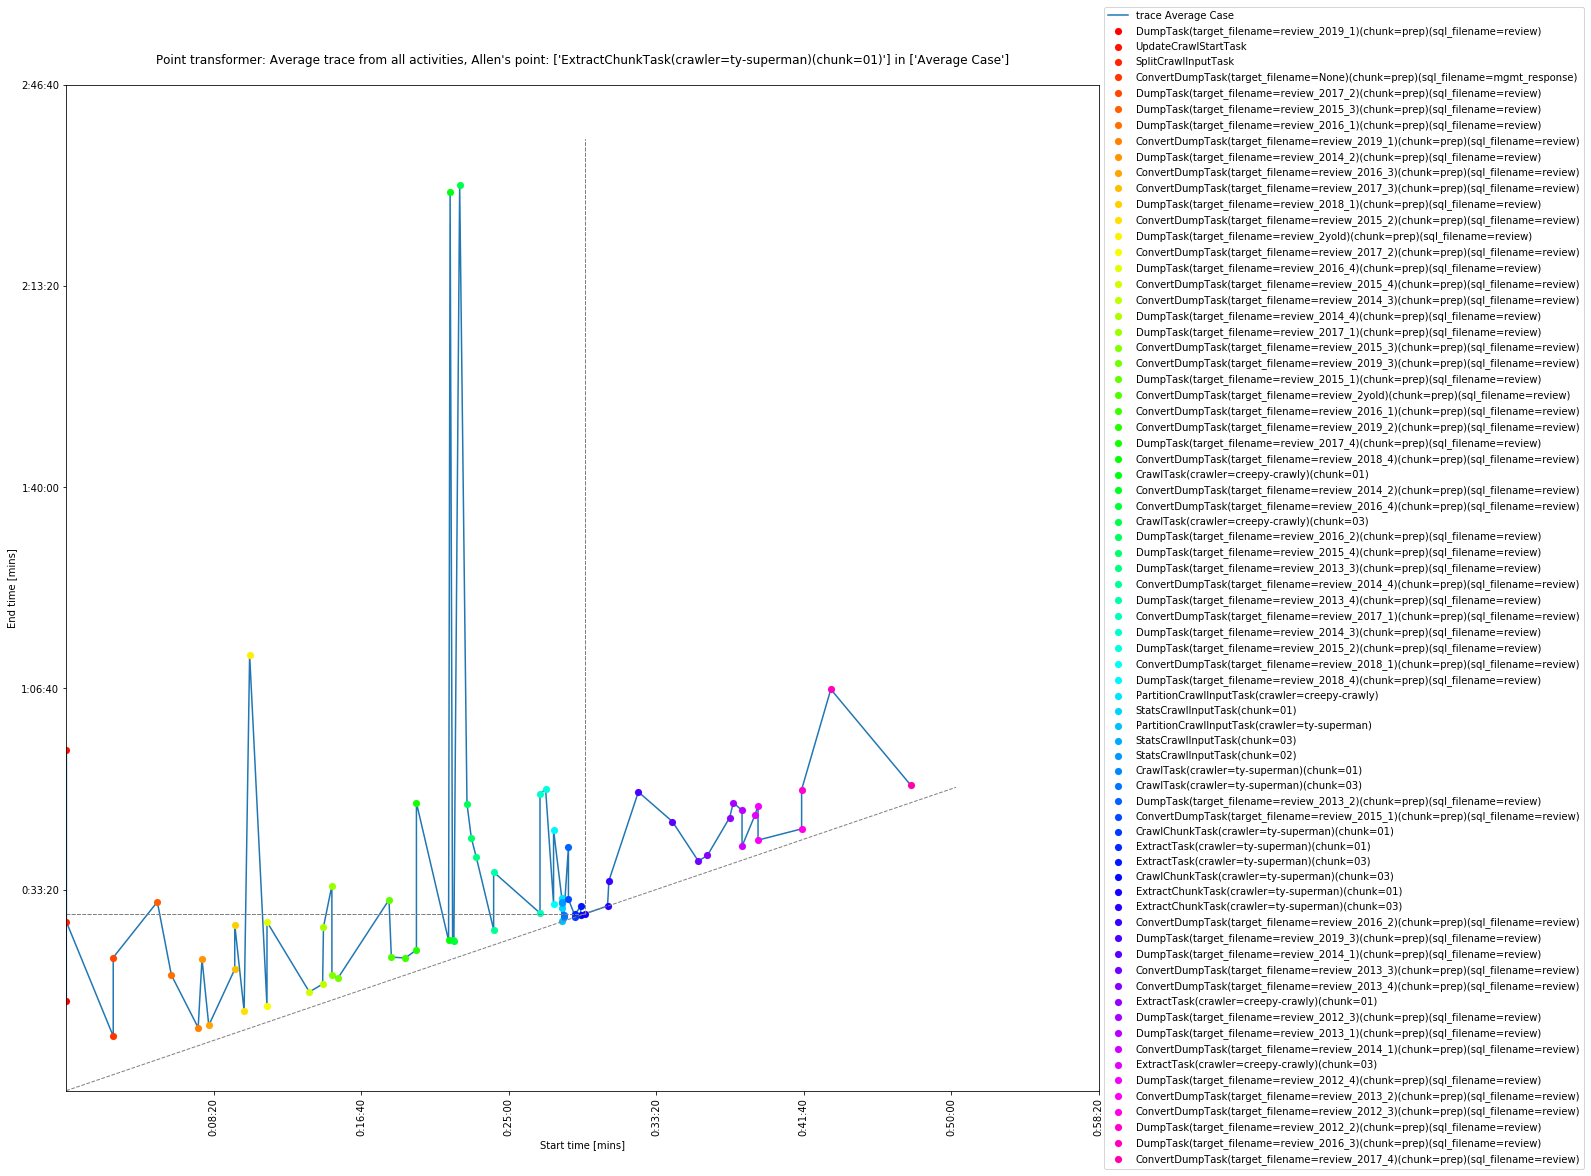 Point transformer: Average trace from all activities, Allen's point: ['ExtractChunkTask(crawler=ty-superman)(chunk=01)'] in ['Average Case']
2:46:40
2:13:20
1:40:00
1:06:40
0:33:20
End time [mins]
0:08:20
0:16:40
0:25:00
0:33:20
0:41:40
0:50:00
0:58:20
Start time [mins]
trace Average Case
DumpTask(target_filename=review_2019_1)(chunk=prep)(sql_filename=review)
UpdateCrawlStartTask
SplitCrawlInputTask
ConvertDumpTask(target_filename=None)(chunk=prep)(sql_filename=mgmt_response)
DumpTask(target_filename=review_2017_2)(chunk=prep)(sql_filename=review)
DumpTask(target_filename=review_2015_3)(chunk=prep)(sql_filename=review)
DumpTask(target_filename=review_2016_1)(chunk=prep)(sql_filename=review)
ConvertDumpTask(target_filename=review_2019_1)(chunk=prep)(sql_filename=review)
DumpTask(target_filename=review_2014_2)(chunk=prep)(sql_filename=review)
ConvertDumpTask(target_filename=review_2016_3)(chunk=prep)(sql_filename=review)
ConvertDumpTask(target_filename=review_2017_3)(chunk=prep)(sql_filename=review)
DumpTask(target_filename=review_2018_1)(chunk=prep)(sql_filename=review)
ConvertDumpTask(target_filename=review_2015_2)(chunk=prep)(sql_filename=review)
DumpTask(target_filename=review_2yold)(chunk=prep)(sql_filename=review)
ConvertDumpTask(target_filename=review_2017_2)(chunk=prep)(sql_filename=review)
DumpTask(target_filename=review_2016_4)(chunk=prep)(sql_filename=review)
ConvertDumpTask(target_filename=review_2015_4)(chunk=prep)(sql_filename=review)
ConvertDumpTask(target_filename=review_2014_3)(chunk=prep)(sql_filename=review)
DumpTask(target_filename=review_2014_4)(chunk=prep)(sql_filename=review)
DumpTask(target_filename=review_2017_1)(chunk=prep)(sql_filename=review)
ConvertDumpTask(target_filename=review_2015_3)(chunk=prep)(sql_filename=review)
ConvertDumpTask(target_filename=review_2019_3)(chunk=prep)(sql_filename=review)
DumpTask(target_filename=review_2015_1)(chunk=prep)(sql_filename=review)
ConvertDumpTask(target_filename=review_2yold)(chunk=prep)(sql_filename=review)
ConvertDumpTask(target_filename=review_2016_1)(chunk=prep)(sql_filename=review)
ConvertDumpTask(target_filename=review_2019_2)(chunk=prep)(sql_filename=review)
DumpTask(target_filename=review_2017_4)(chunk=prep)(sql_filename=review)
ConvertDumpTask(target_filename=review_2018_4)(chunk=prep)(sql_filename=review)
CrawlTask(crawler=creepy-crawly)(chunk=01)
ConvertDumpTask(target_filename=review_2014_2)(chunk=prep)(sql_filename=review)
ConvertDumpTask(target_filename=review_2016_4)(chunk=prep)(sql_filename=review)
CrawlTask(crawler=creepy-crawly)(chunk=03)
DumpTask(target_filename=review_2016_2)(chunk=prep)(sql_filename=review)
DumpTask(target_filename=review_2015_4)(chunk=prep)(sql_filename=review)
DumpTask(target_filename=review_2013_3)(chunk=prep)(sql_filename=review)
ConvertDumpTask(target_filename=review_2014_4)(chunk=prep)(sql_filename=review)
DumpTask(target_filename=review_2013_4)(chunk=prep)(sql_filename=review)
ConvertDumpTask(target_filename=review_2017_1)(chunk=prep)(sql_filename=review)
DumpTask(target_filename=review_2014_3)(chunk=prep)(sql_filename=review)
DumpTask(target_filename=review_2015_2)(chunk=prep)(sql_filename=review)
ConvertDumpTask(target_filename=review_2018_1)(chunk=prep)(sql_filename=review)
DumpTask(target_filename=review_2018_4)(chunk=prep)(sql_filename=review)
PartitionCrawlInputTask(crawler=creepy-crawly)
StatsCrawlInputTask(chunk=01)
PartitionCrawlInputTask(crawler=ty-superman)
StatsCrawlInputTask(chunk=03)
StatsCrawlInputTask(chunk=02)
CrawlTask(crawler=ty-superman)(chunk=01)
CrawlTask(crawler=ty-superman)(chunk=03)
DumpTask(target_filename=review_2013_2)(chunk=prep)(sql_filename=review)
ConvertDumpTask(target_filename=review_2015_1)(chunk=prep)(sql_filename=review)
CrawlChunkTask(crawler=ty-superman)(chunk=01)
ExtractTask(crawler=ty-superman)(chunk=01)
ExtractTask(crawler=ty-superman)(chunk=03)
CrawlChunkTask(crawler=ty-superman)(chunk=03)
ExtractChunkTask(crawler=ty-superman)(chunk=01)
ExtractChunkTask(crawler=ty-superman)(chunk=03)
ConvertDumpTask(target_filename=review_2016_2)(chunk=prep)(sql_filename=review)
DumpTask(target_filename=review_2019_3)(chunk=prep)(sql_filename=review)
DumpTask(target_filename=review_2014_1)(chunk=prep)(sql_filename=review)
ConvertDumpTask(target_filename=review_2013_3)(chunk=prep)(sql_filename=review)
ConvertDumpTask(target_filename=review_2013_4)(chunk=prep)(sql_filename=review)
ExtractTask(crawler=creepy-crawly)(chunk=01)
DumpTask(target_filename=review_2012_3)(chunk=prep)(sql_filename=review)
DumpTask(target_filename=review_2013_1)(chunk=prep)(sql_filename=review)
ConvertDumpTask(target_filename=review_2014_1)(chunk=prep)(sql_filename=review)
ExtractTask(crawler=creepy-crawly)(chunk=03)
DumpTask(target_filename=review_2012_4)(chunk=prep)(sql_filename=review)
ConvertDumpTask(target_filename=review_2013_2)(chunk=prep)(sql_filename=review)
ConvertDumpTask(target_filename=review_2012_3)(chunk=prep)(sql_filename=review)
DumpTask(target_filename=review_2012_2)(chunk=prep)(sql_filename=review)
DumpTask(target_filename=review_2016_3)(chunk=prep)(sql_filename=review)
ConvertDumpTask(target_filename=review_2017_4)(chunk=prep)(sql_filename=review)